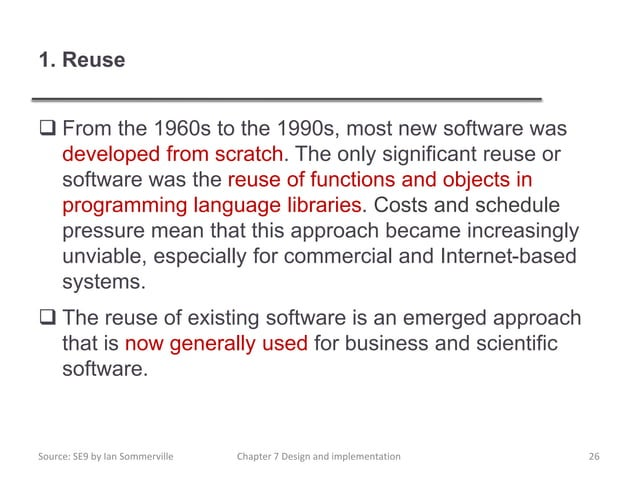 1. Reuse
❑ From the 1960s to the 1990s, most new software was
developed from scratch. The only significant reuse or
software was the reuse of functions and objects in
programming language libraries. Costs and schedule
pressure mean that this approach became increasingly
unviable, especially for commercial and Internet-based
systems.
❑ The reuse of existing software is an emerged approach
that is now generally used for business and scientific
software.
Source: SE9 by Ian Sommerville Chapter 7 Design and implementation 26